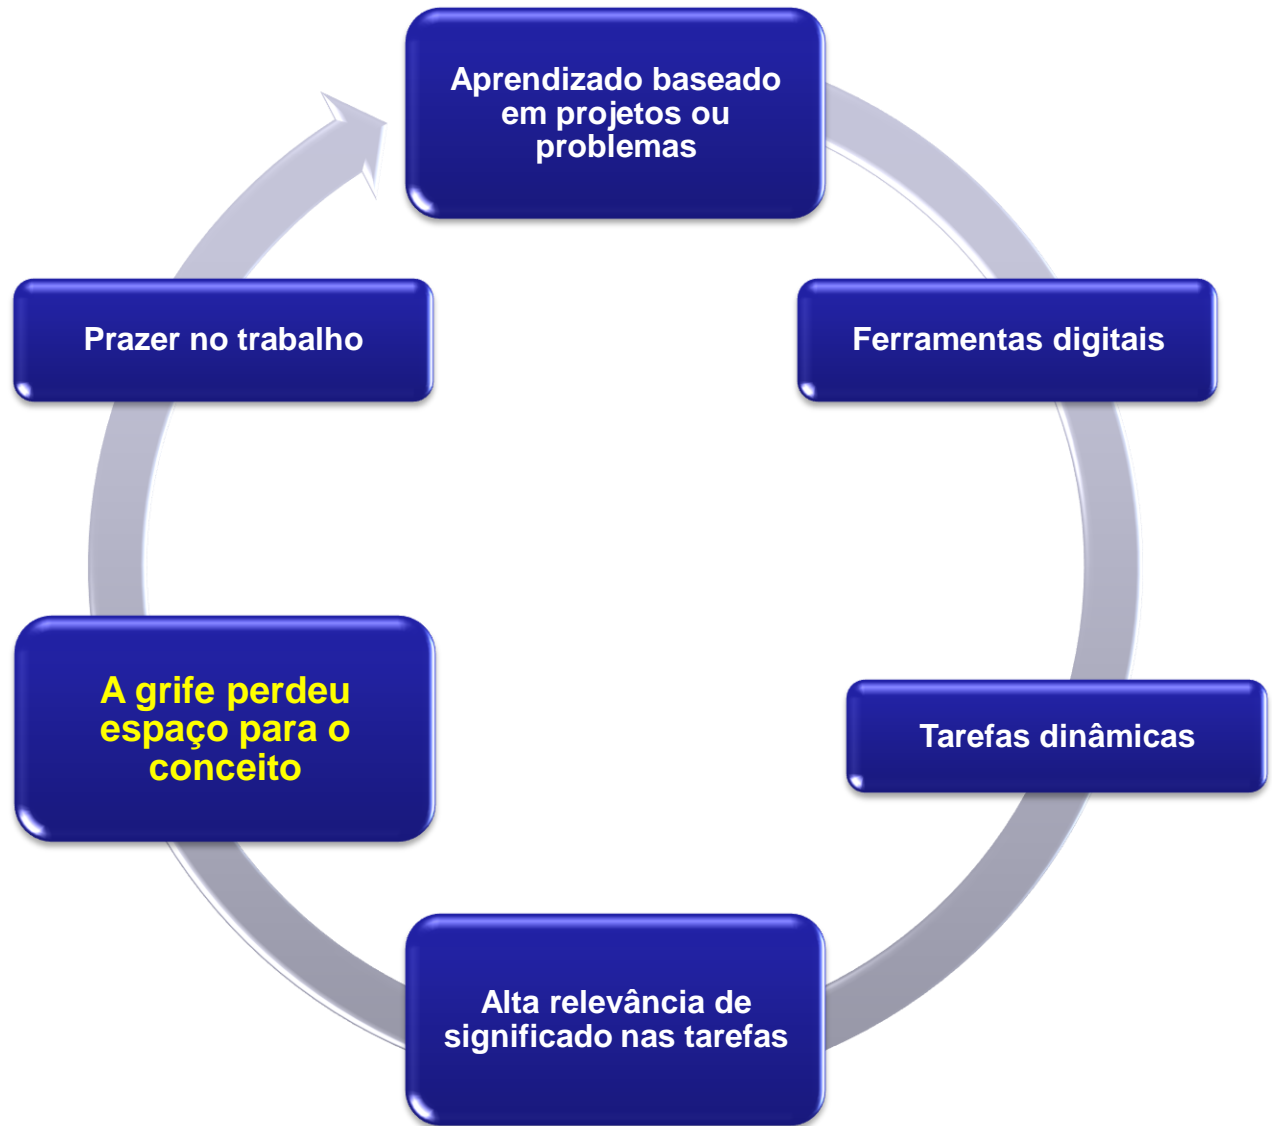 Aprendizado baseado
em projetos ou
problemas
Ferramentas digitais
Tarefas dinâmicas
Alta relevância de
significado nas tarefas
A grife perdeu
espaço para o
conceito
Prazer no trabalho